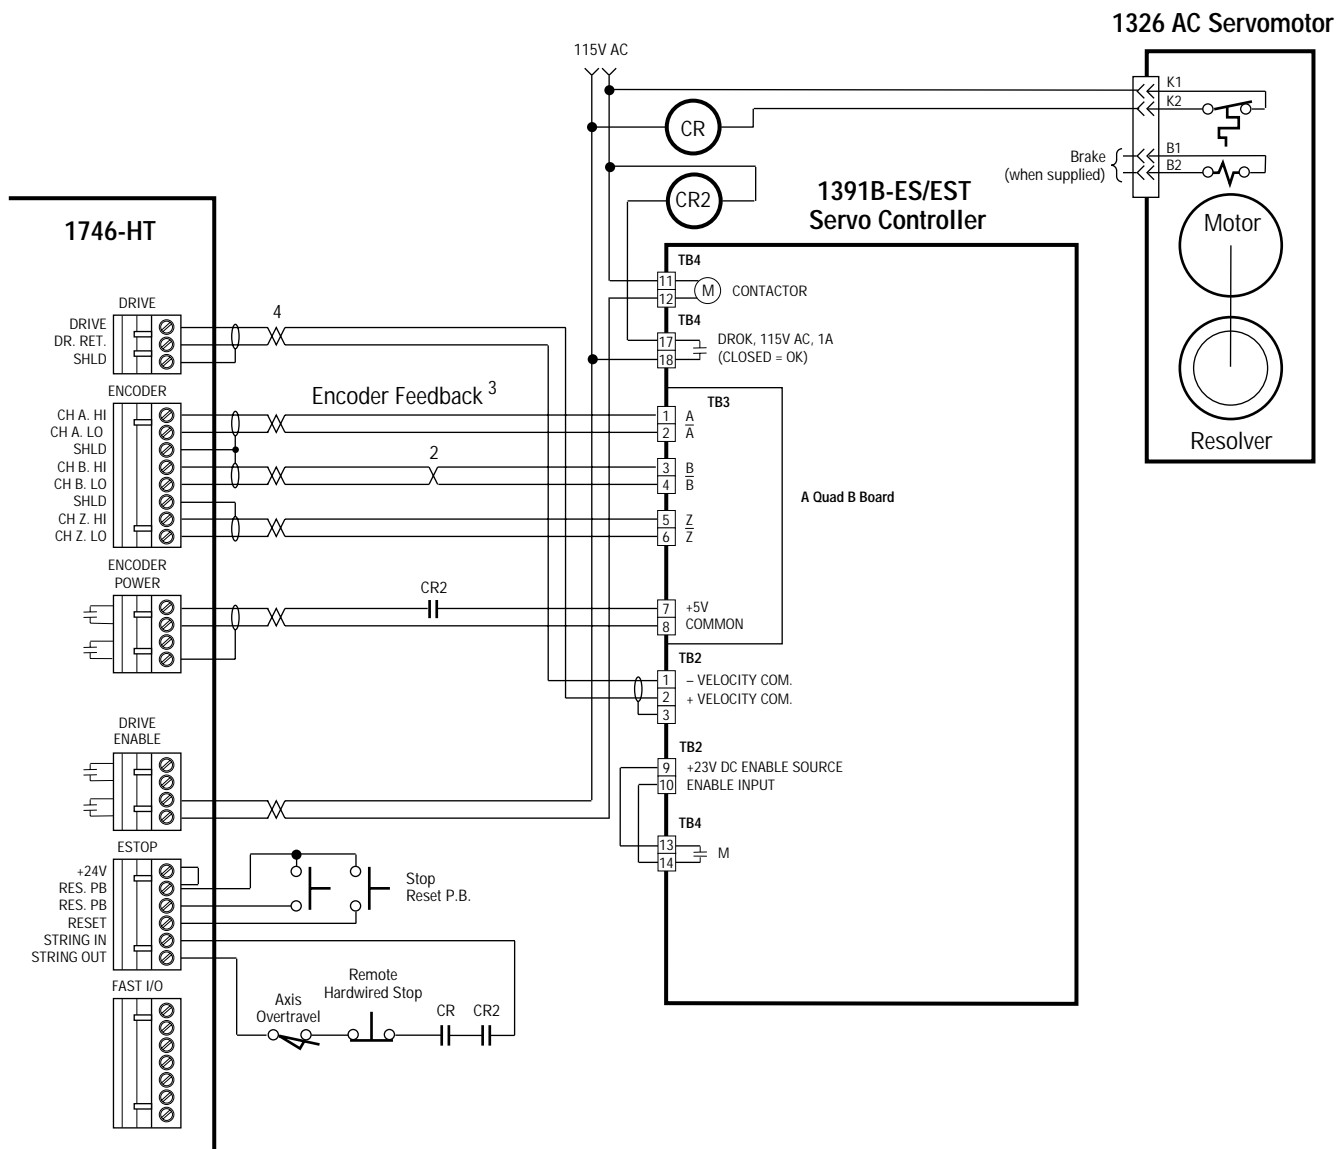 1326 AC Servomotor
115V AC
K1
K2
CR
B1
B2
Brake
(when supplied)
CR2
1391B-ES/EST
Servo Controller
Motor
Resolver
1746-HT
DRIVE
DRIVE
DR. RET.
SHLD
4
TB4
11
12
M
CONTACTOR
TB4
17
18
DROK, 115V AC, 1A
(CLOSED = OK)
ENCODER
CH A. HI
CH A. LO
SHLD
CH B. HI
CH B. LO
SHLD
CH Z. HI
CH Z. LO
Encoder Feedback 3
2
TB3
1 A
2 A̅
3 B
4 B̅
5 Z
6 Z̅
A Quad B Board
ENCODER
POWER
CR2
7 +5V
8 COMMON
TB2
1 – VELOCITY COM.
2 + VELOCITY COM.
3
DRIVE
ENABLE
TB2
9 +23V DC ENABLE SOURCE
10 ENABLE INPUT
TB4
13
14
M
ESTOP
+24V
RES. PB
RES. PB
RESET
STRING IN
STRING OUT
Stop
Reset P.B.
FAST I/O
Axis
Overtravel
Remote
Hardwired Stop
CR
CR2